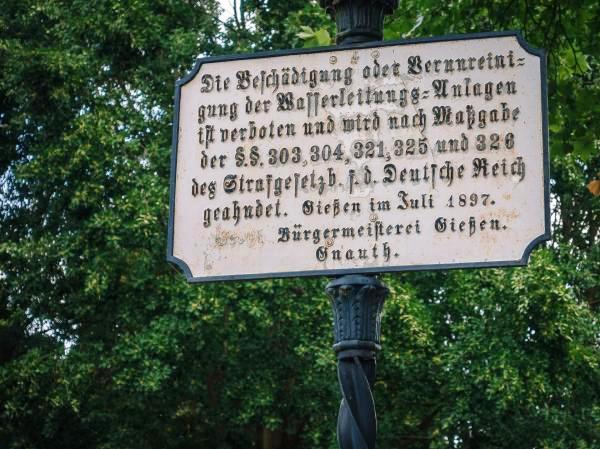 Die Beschädigung oder Verunreini-
gung der Wasserleitungs-Anlagen
ist verboten und wird nach Maßgabe
der §.§. 303, 304, 321, 325 und 326
des Strafgesetzb. f. d. Deutsche Reich
geahndet. Gießen im Juli 1897.
Bürgermeisterei Gießen.
Gnauth.